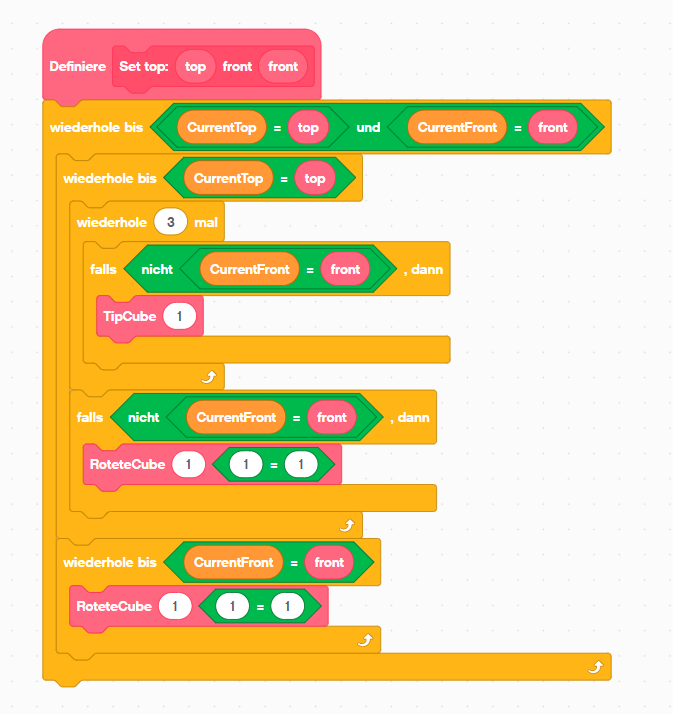 Definiere Set top: top front front
wiederhole bis CurrentTop = top und CurrentFront = front
wiederhole bis CurrentTop = top
wiederhole 3 mal
falls nicht CurrentFront = front , dann
TipCube 1
falls nicht CurrentFront = front , dann
RoteteCube 1 1 = 1
wiederhole bis CurrentFront = front
RoteteCube 1 1 = 1